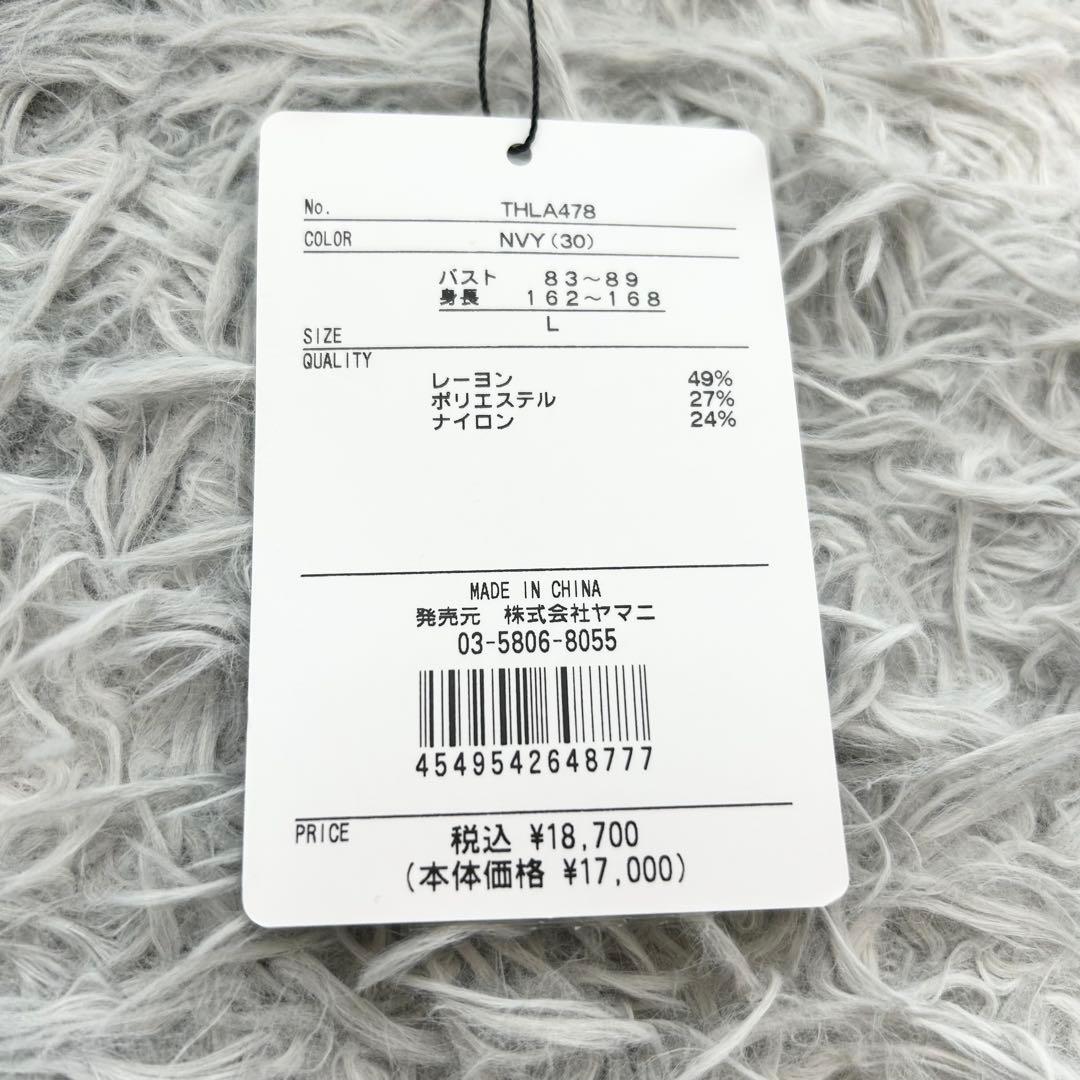 No. THLA478
COLOR NVY(30)
バスト 83～89
身長 162～168
SIZE L
QUALITY
レーヨン 49%
ポリエステル 27%
ナイロン 24%
MADE IN CHINA
発売元 株式会社ヤマニ
03-5806-8055
4549542648777
PRICE 税込 ¥18,700
(本体価格 ¥17,000)